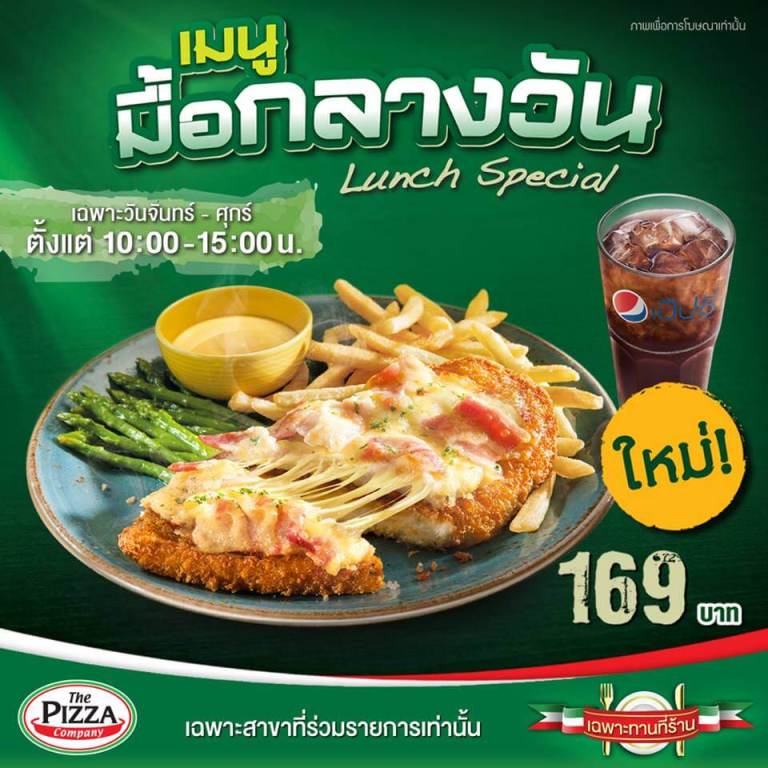 ภาพเพื่อการโฆษณาเท่านั้น
เมนู
มื้อกลางวัน
Lunch Special
เฉพาะวันจันทร์ - ศุกร์
ตั้งแต่ 10:00-15:00 น.
เป๊ปซี่
ใหม่!
169 บาท
The
PIZZA
Company
เฉพาะสาขาที่ร่วมรายการเท่านั้น
เฉพาะทานที่ร้าน